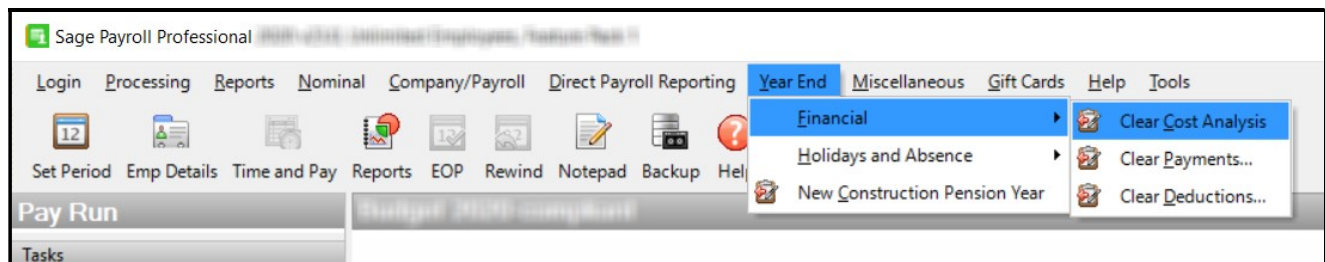 Sage Payroll Professional
Login Processing Reports Nominal Company/Payroll Direct Payroll Reporting Year End Miscellaneous Gift Cards Help Tools
Financial
Clear Cost Analysis
Holidays and Absence
Clear Payments...
New Construction Pension Year
Clear Deductions...
12 12
Set Period Emp Details Time and Pay Reports EOP Rewind Notepad Backup Hel
Pay Run
Tasks